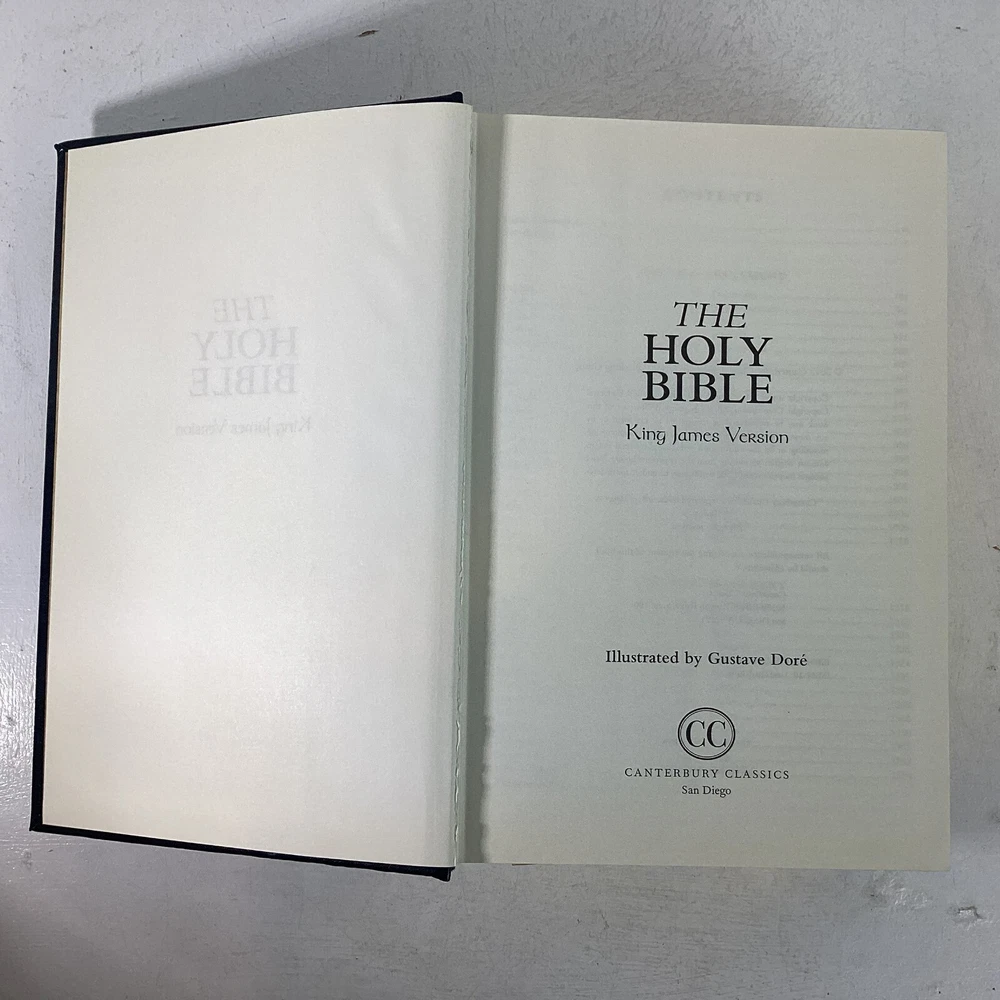 THE
HOLY
BIBLE
King James Version
Illustrated by Gustave Doré
CC
CANTERBURY CLASSICS
San Diego